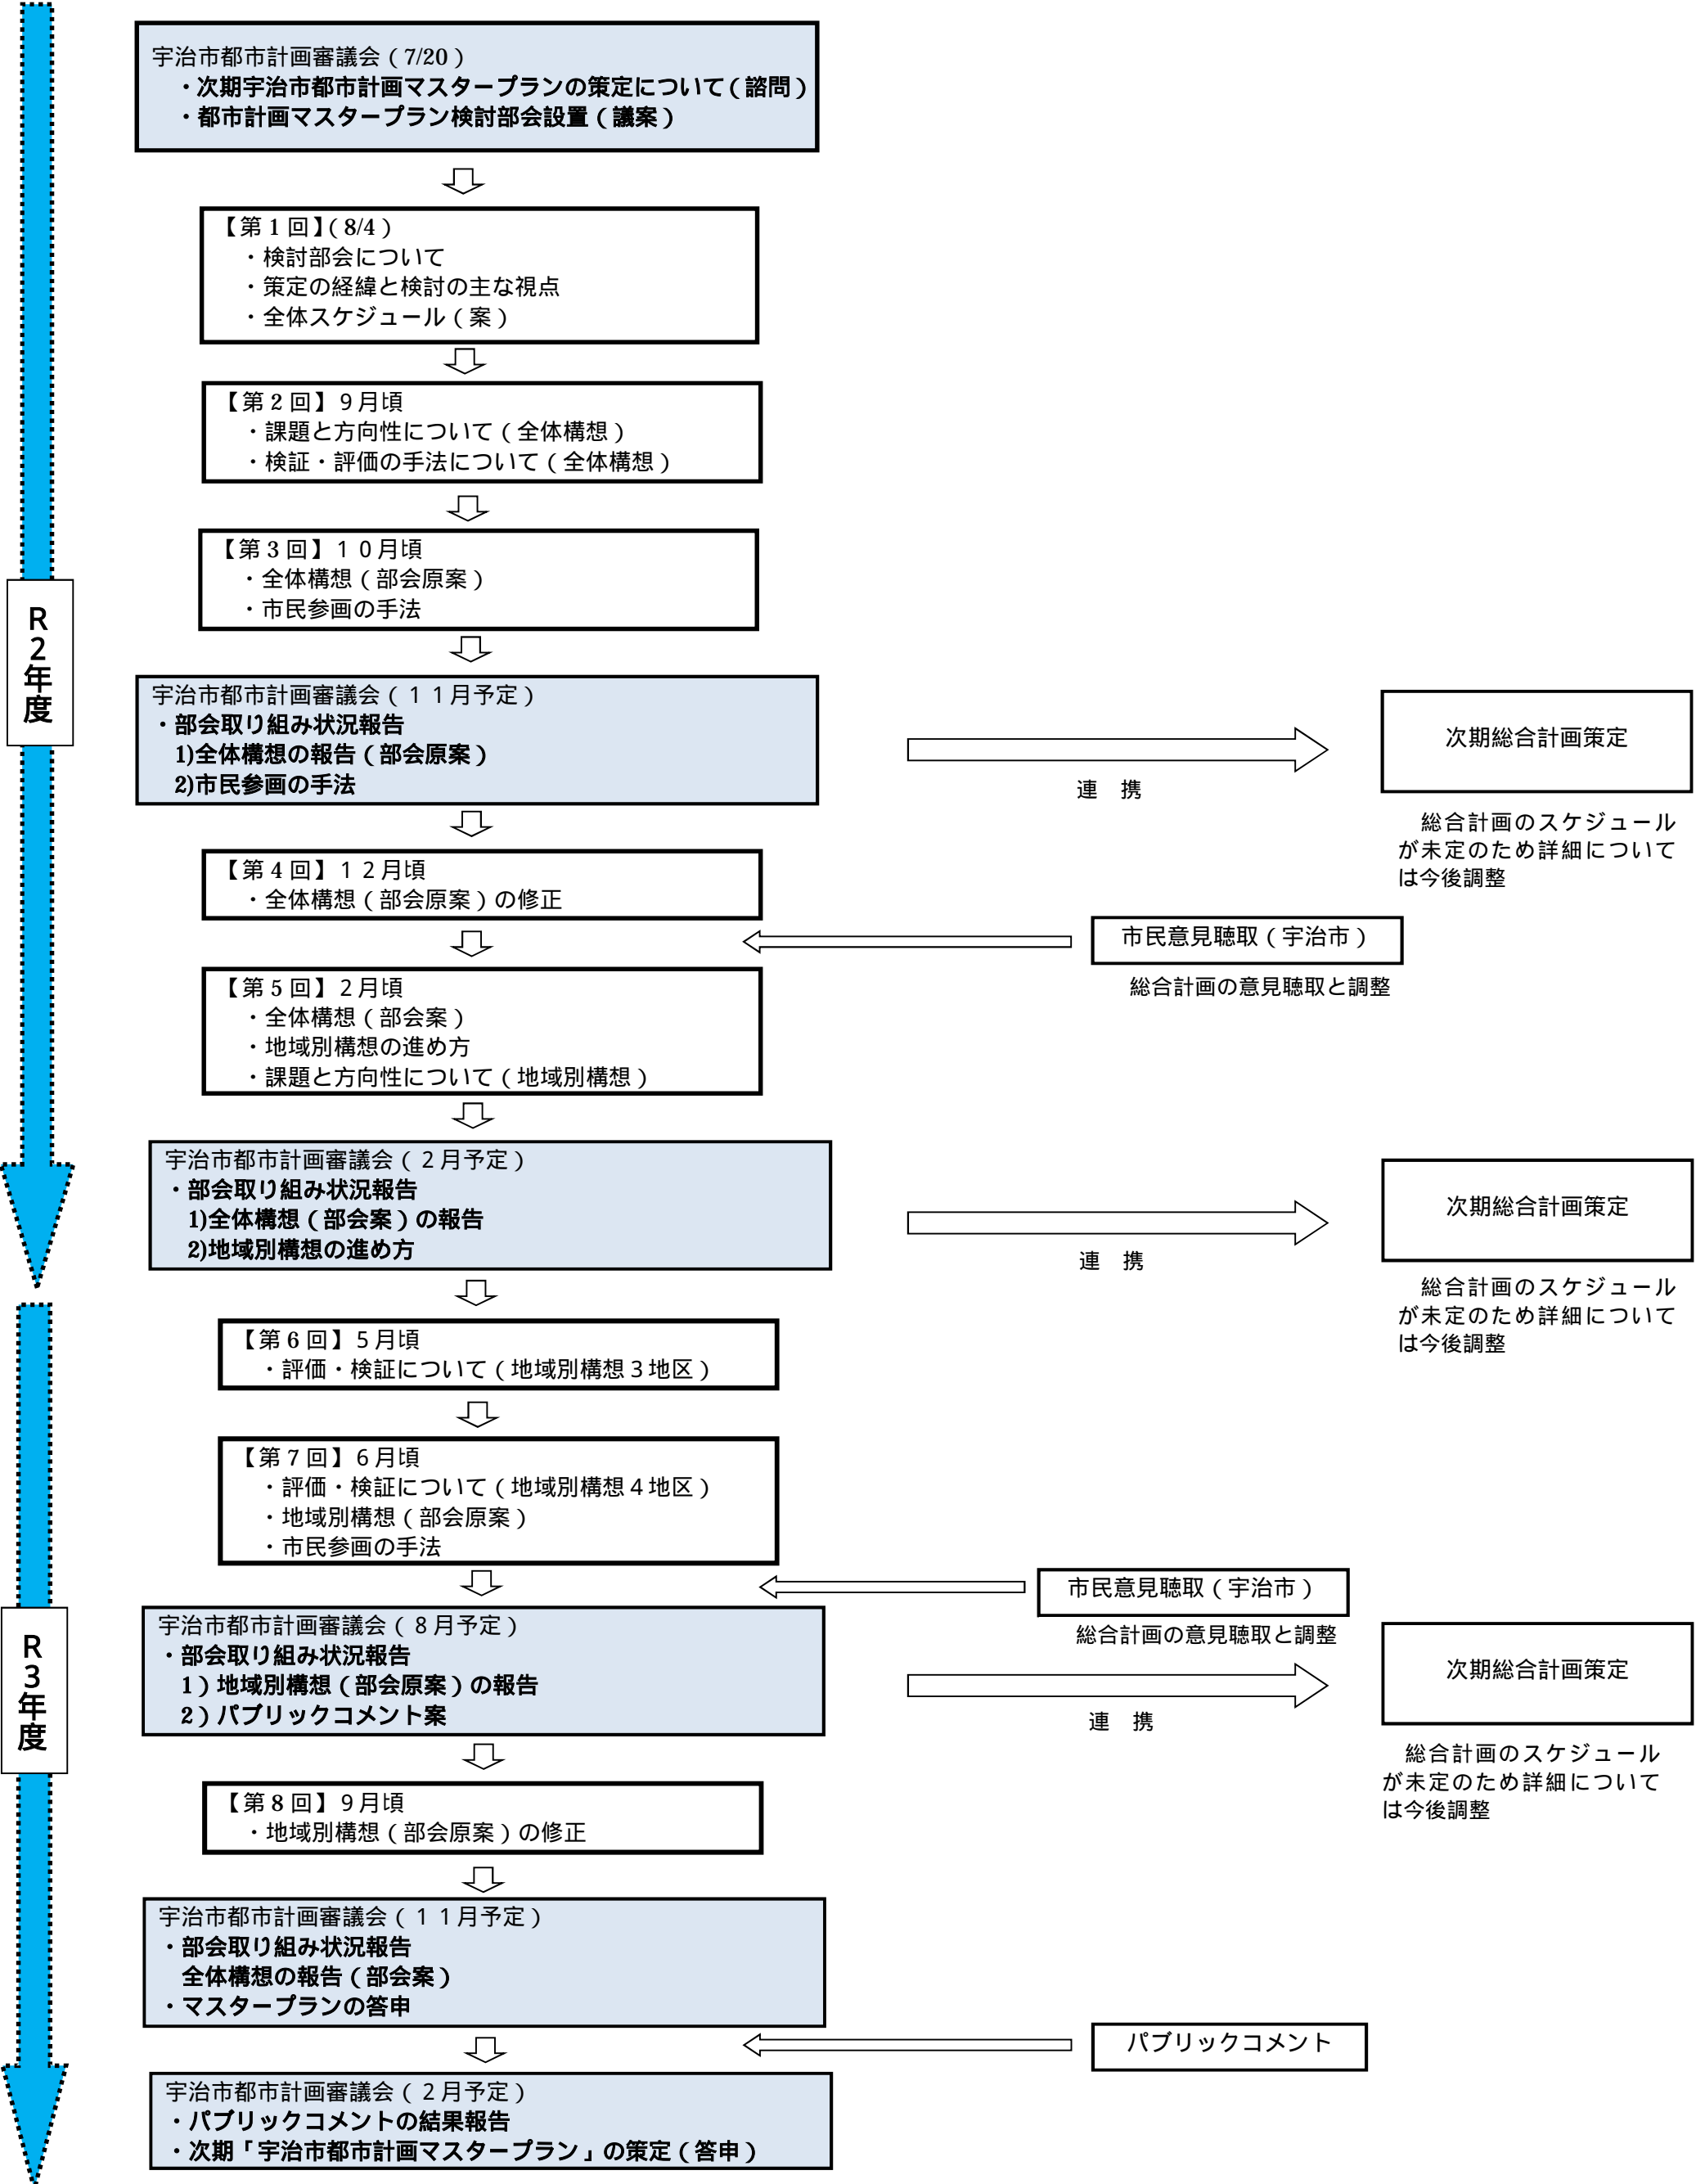 宇治市都市計画審議会（7/20）
・次期宇治市都市計画マスタープランの策定について（諮問）
・都市計画マスタープラン検討部会設置（議案）
【第1回】（8/4）
・検討部会について
・策定の経緯と検討の主な視点
・全体スケジュール（案）
【第2回】９月頃
・課題と方向性について（全体構想）
・検証・評価の手法について（全体構想）
【第3回】１０月頃
・全体構想（部会原案）
・市民参画の手法
R2年度
宇治市都市計画審議会（１１月予定）
・部会取り組み状況報告
1)全体構想の報告（部会原案）
2)市民参画の手法
連　携
次期総合計画策定
総合計画のスケジュール
が未定のため詳細について
は今後調整
【第4回】１２月頃
・全体構想（部会原案）の修正
市民意見聴取（宇治市）
総合計画の意見聴取と調整
【第5回】２月頃
・全体構想（部会案）
・地域別構想の進め方
・課題と方向性について（地域別構想）
宇治市都市計画審議会（２月予定）
・部会取り組み状況報告
1)全体構想（部会案）の報告
2)地域別構想の進め方
連　携
次期総合計画策定
総合計画のスケジュール
が未定のため詳細について
は今後調整
【第6回】５月頃
・評価・検証について（地域別構想３地区）
【第7回】６月頃
・評価・検証について（地域別構想４地区）
・地域別構想（部会原案）
・市民参画の手法
市民意見聴取（宇治市）
総合計画の意見聴取と調整
R3年度
宇治市都市計画審議会（８月予定）
・部会取り組み状況報告
1）地域別構想（部会原案）の報告
2）パブリックコメント案
連　携
次期総合計画策定
総合計画のスケジュール
が未定のため詳細について
は今後調整
【第8回】９月頃
・地域別構想（部会原案）の修正
宇治市都市計画審議会（１１月予定）
・部会取り組み状況報告
全体構想の報告（部会案）
・マスタープランの答申
パブリックコメント
宇治市都市計画審議会（２月予定）
・パブリックコメントの結果報告
・次期「宇治市都市計画マスタープラン」の策定（答申）